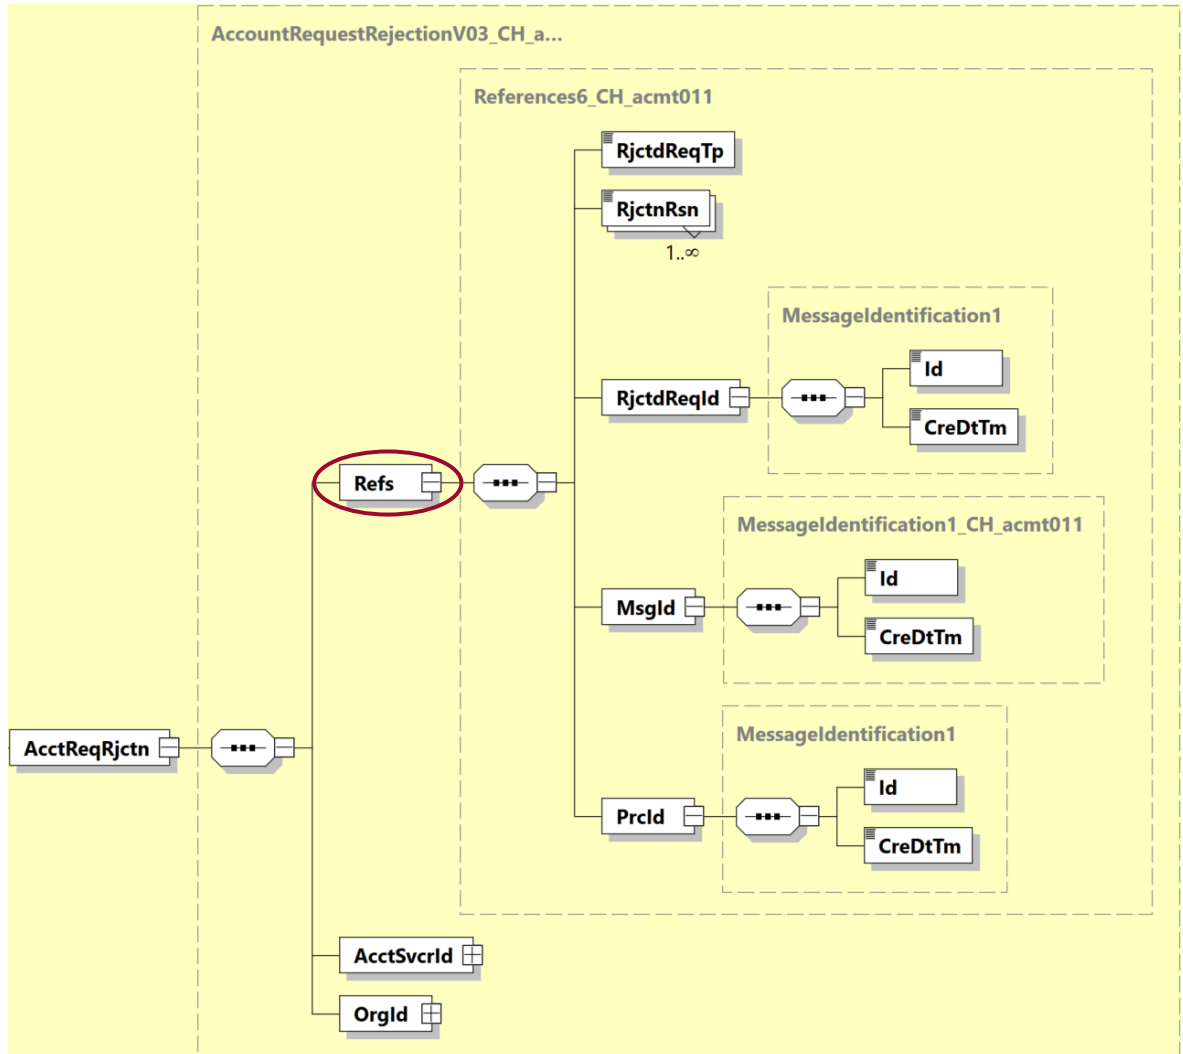 AccountRequestRejectionV03_CH_a...
References6_CH_acmt011
RjctdReqTp
RjctnRsn
1..∞
MessageIdentification1
Id
RjctdReqId
CreDtTm
Refs
MessageIdentification1_CH_acmt011
Id
MsgId
CreDtTm
MessageIdentification1
AcctReqRjctn
Id
PrcId
CreDtTm
AcctSvcrId
OrgId